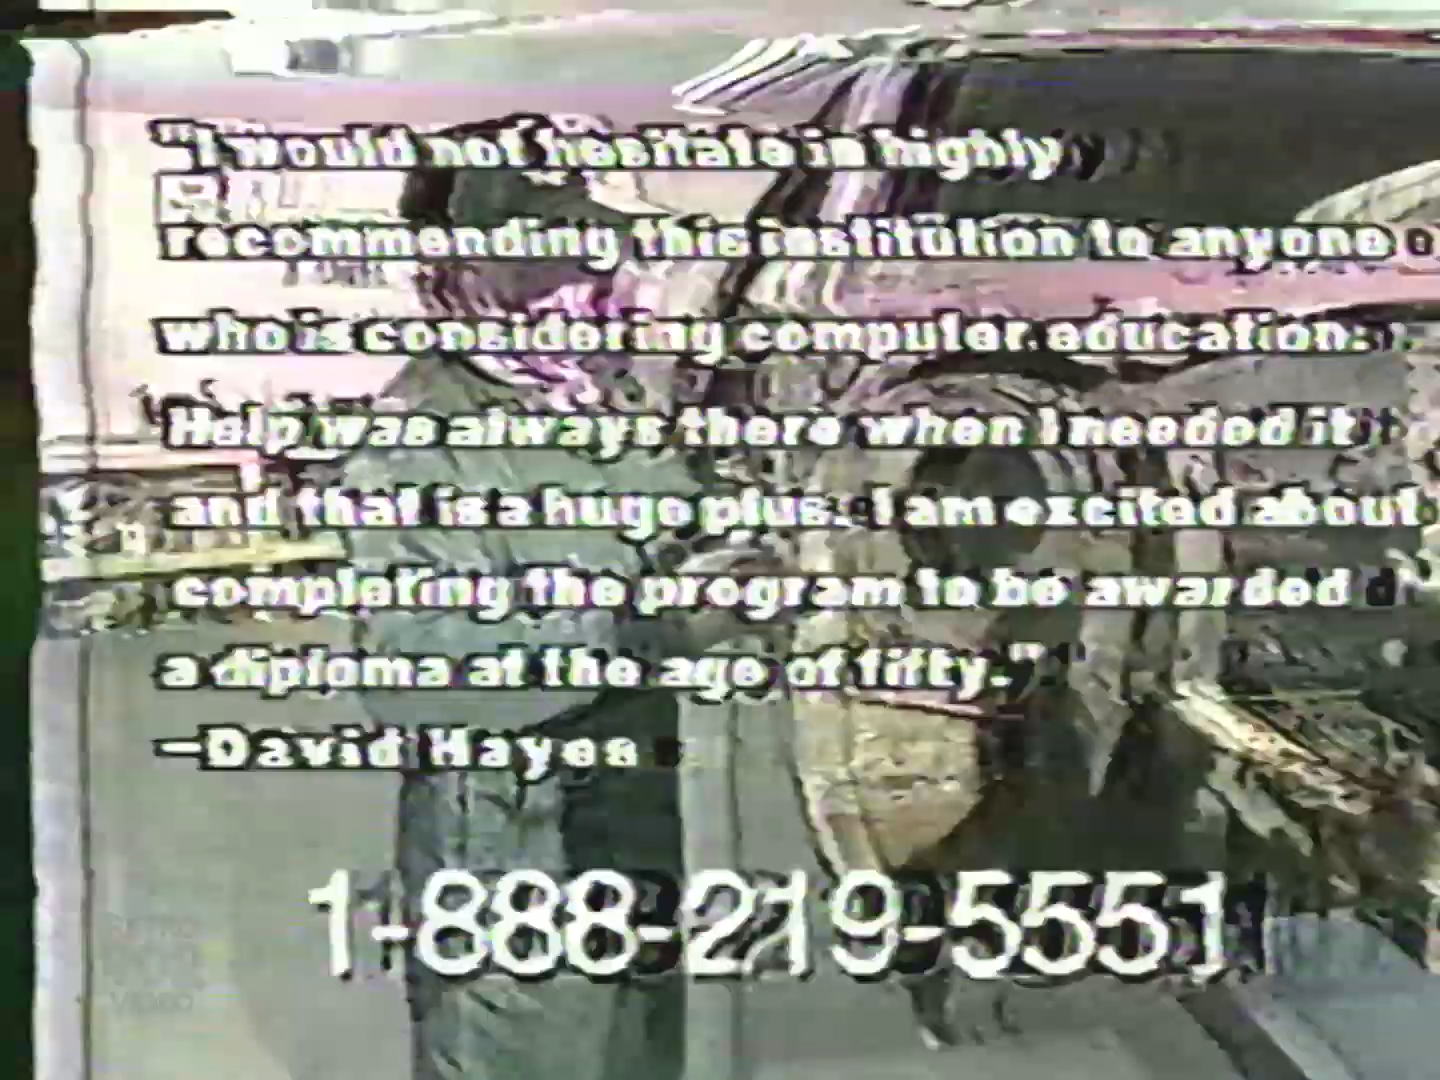 "I would not hesitate in highly
recommending this institution to anyone
who is considering computer education.
Help was always there when I needed it
and that is a huge plus. I am excited about
completing the program to be awarded
a diploma at the age of fifty."
–David Hayes
1-888-219-5551
VIDEO